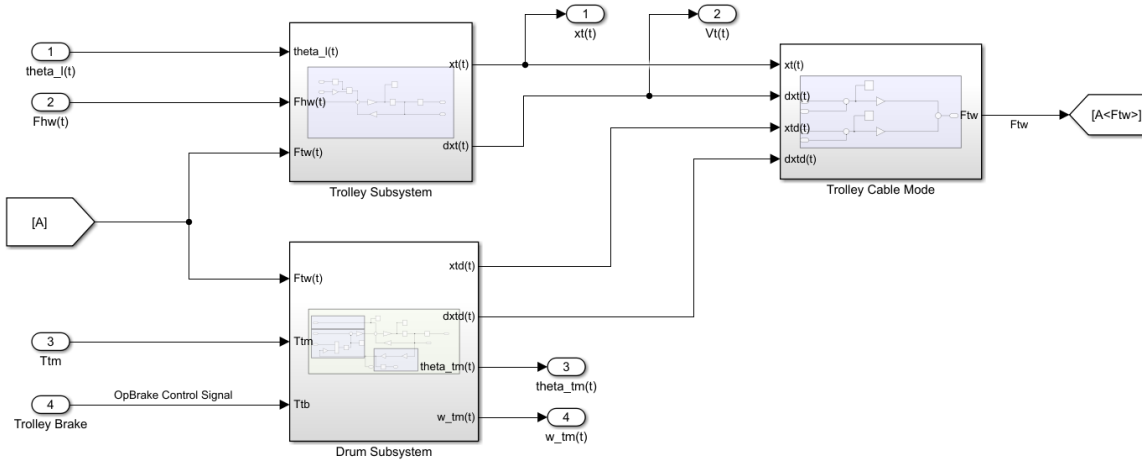 1
xt(t)
2
Vt(t)
1
theta_l(t)
2
Fhw(t)
theta_l(t)
Fhw(t)
Ftw(t)
xt(t)
dxt(t)
Trolley Subsystem
xt(t)
dxt(t)
xtd(t)
dxtd(t)
Ftw
Trolley Cable Mode
Ftw
[A<Ftw>]
[A]
Ftw(t)
Ttm
Ttb
xtd(t)
dxtd(t)
theta_tm(t)
w_tm(t)
Drum Subsystem
3
Ttm
OpBrake Control Signal
4
Trolley Brake
3
theta_tm(t)
4
w_tm(t)